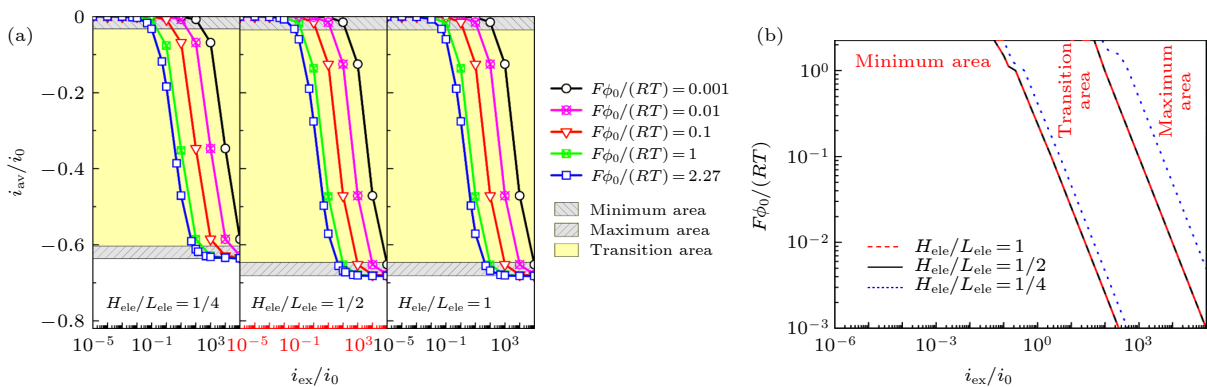 (a)
0
−0.2
−0.4
−0.6
−0.8
i_av/i_0
H_ele/L_ele = 1/4
H_ele/L_ele = 1/2
H_ele/L_ele = 1
10^−5 10^−1 10^3
10^−5 10^−1 10^3
10^−5 10^−1 10^3
i_ex/i_0
Fϕ_0/(RT) = 0.001
Fϕ_0/(RT) = 0.01
Fϕ_0/(RT) = 0.1
Fϕ_0/(RT) = 1
Fϕ_0/(RT) = 2.27
Minimum area
Maximum area
Transition area
(b)
Minimum area
Transition
area
Maximum
area
10^0
10^−1
10^−2
10^−3
Fϕ_0/(RT)
H_ele/L_ele = 1
H_ele/L_ele = 1/2
H_ele/L_ele = 1/4
10^−6 10^−3 10^0 10^3
i_ex/i_0